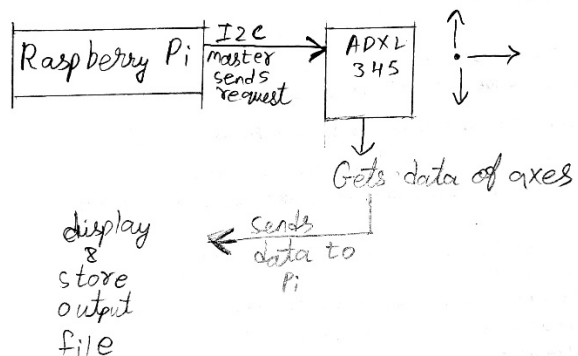 Raspberry Pi
I2C
master
sends
request
ADXL
345
Gets data of axes
sends
data to
Pi
display
&
store
output
file